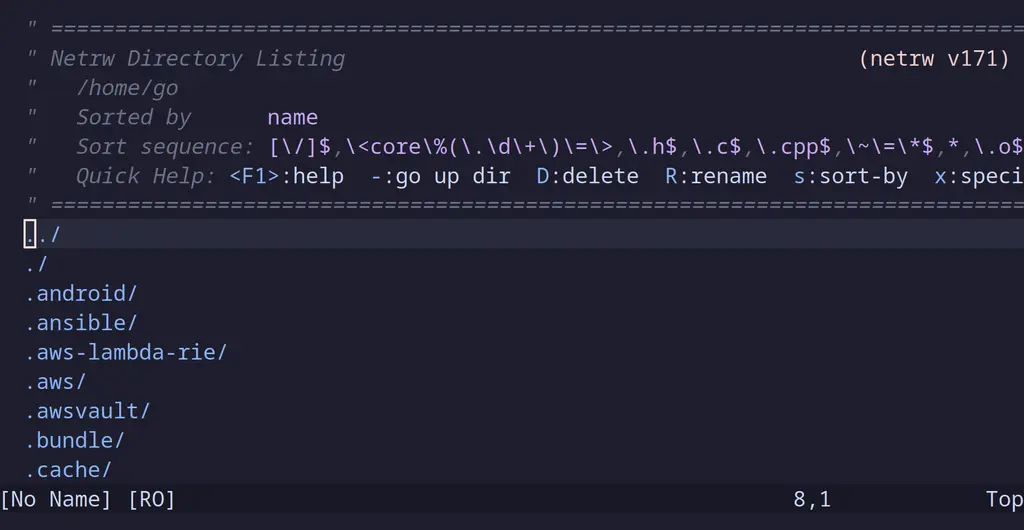 " ==========================================================================
" Netrw Directory Listing (netrw v171)
"   /home/go
"   Sorted by      name
"   Sort sequence: [\/]$,\<core\%(\.\d\+\)\=\>,\.h$,\.c$,\.cpp$,\~\=\*$,*,\.o$
"   Quick Help: <F1>:help  -:go up dir  D:delete  R:rename  s:sort-by  x:speci
" ==========================================================================
../
./
.android/
.ansible/
.aws-lambda-rie/
.aws/
.awsvault/
.bundle/
.cache/
[No Name] [RO] 8,1 Top